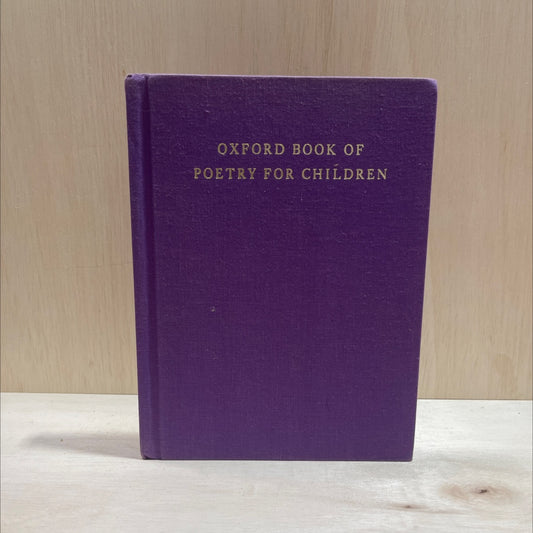 OXFORD BOOK OF
POETRY FOR CHILDREN